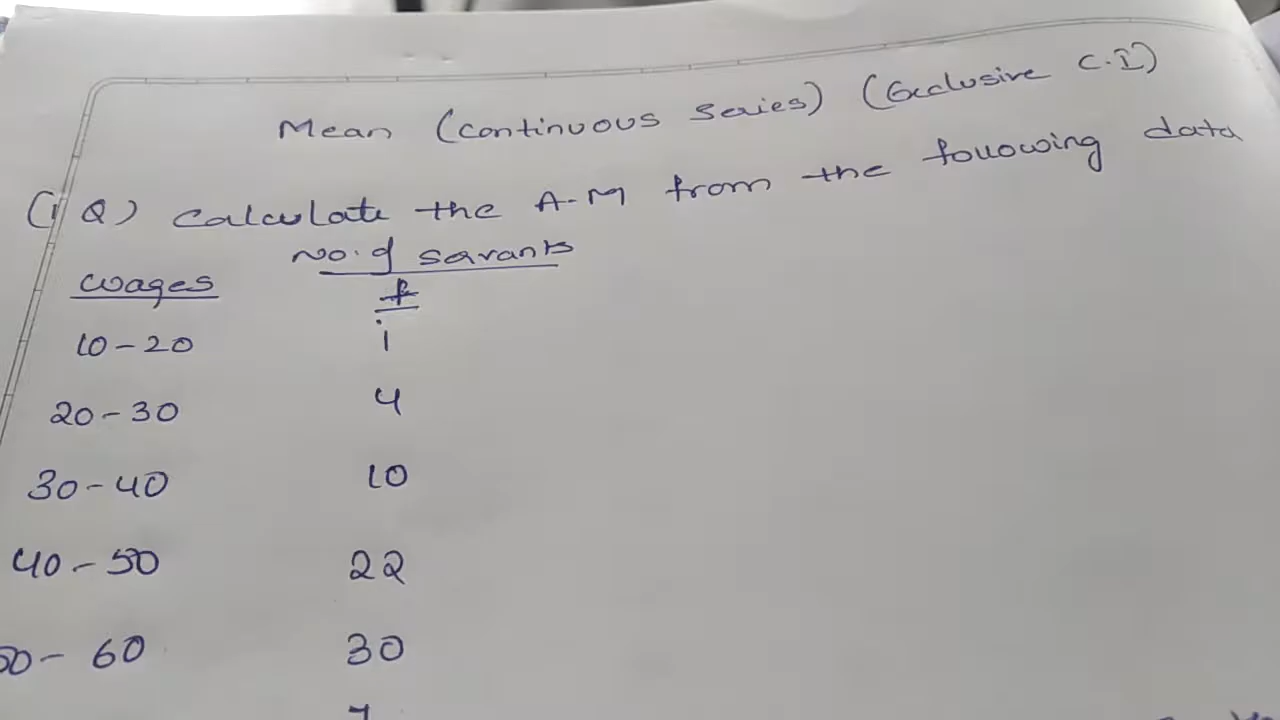 Mean (continuous series) (Exclusive C.I)
(1 Q) calculate the A.M from the following data
wages No. of servants
f
10-20 1
20-30 4
30-40 10
40-50 22
50-60 30